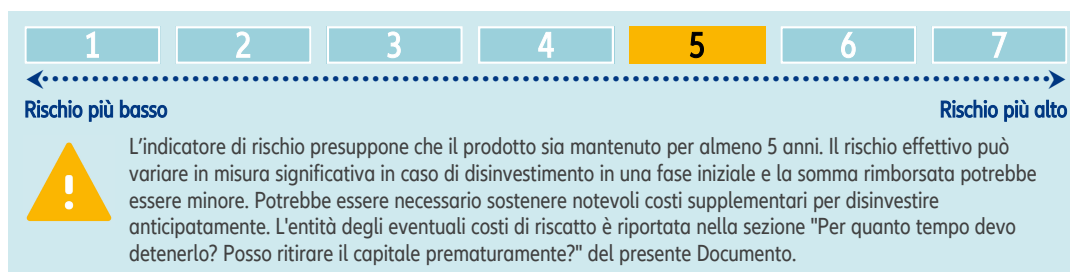 1 2 3 4 5 6 7
Rischio più basso Rischio più alto
L'indicatore di rischio presuppone che il prodotto sia mantenuto per almeno 5 anni. Il rischio effettivo può
variare in misura significativa in caso di disinvestimento in una fase iniziale e la somma rimborsata potrebbe
essere minore. Potrebbe essere necessario sostenere notevoli costi supplementari per disinvestire
anticipatamente. L'entità degli eventuali costi di riscatto è riportata nella sezione "Per quanto tempo devo
detenerlo? Posso ritirare il capitale prematuramente?" del presente Documento.